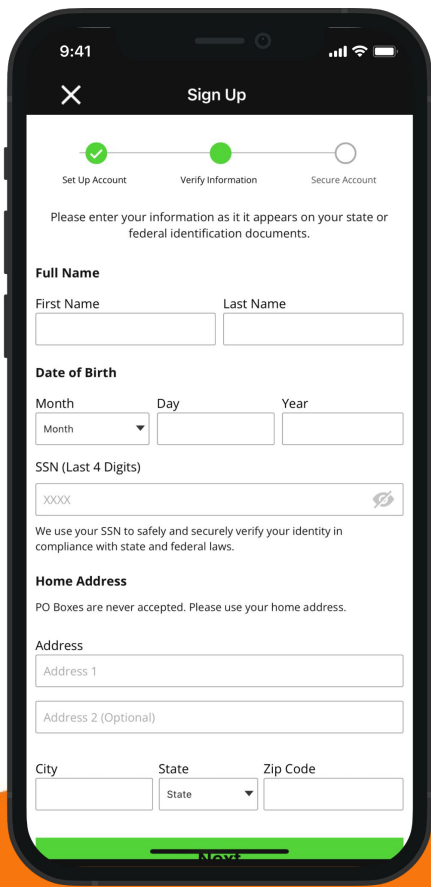 9:41
Sign Up
Set Up Account
Verify Information
Secure Account
Please enter your information as it it appears on your state or
federal identification documents.
Full Name
First Name
Last Name
Date of Birth
Month
Day
Year
Month
SSN (Last 4 Digits)
XXXX
We use your SSN to safely and securely verify your identity in
compliance with state and federal laws.
Home Address
PO Boxes are never accepted. Please use your home address.
Address
Address 1
Address 2 (Optional)
City
State
Zip Code
State
Next